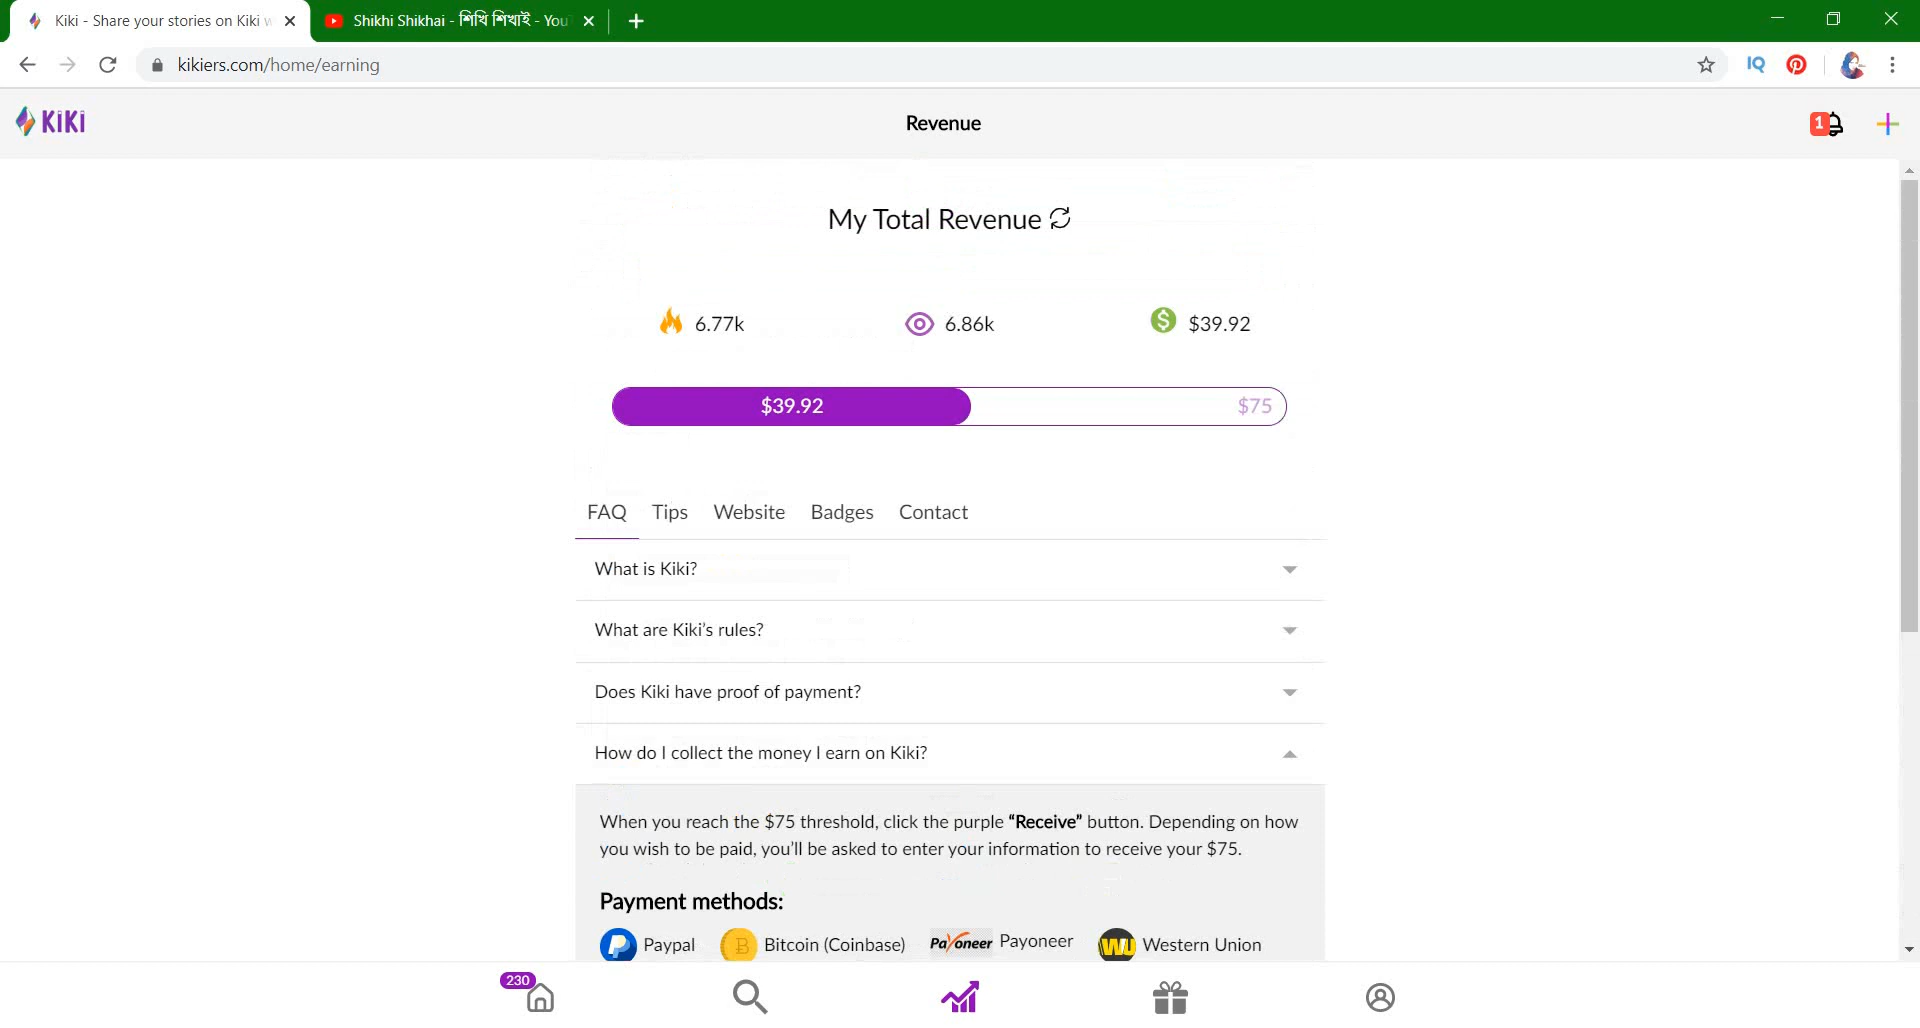 Kiki - Share your stories on Kiki w
Shikhi Shikhai - শিখি শিখাই - You
kikiers.com/home/earning
IQ
KiKi
Revenue
1
My Total Revenue
6.77k
6.86k
$39.92
$39.92
$75
FAQ Tips Website Badges Contact
What is Kiki?
What are Kiki’s rules?
Does Kiki have proof of payment?
How do I collect the money I earn on Kiki?
When you reach the $75 threshold, click the purple “Receive” button. Depending on how
you wish to be paid, you’ll be asked to enter your information to receive your $75.
Payment methods:
Paypal Bitcoin (Coinbase) Payoneer Payoneer WU Western Union
230